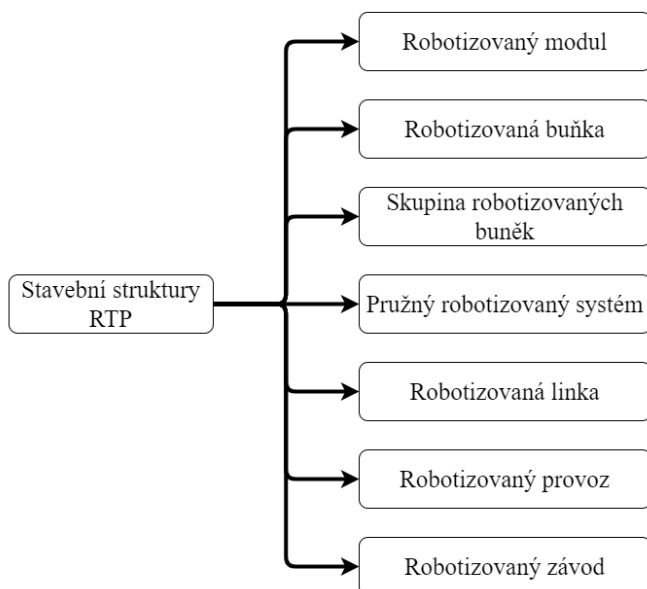 Robotizovaný modul
Robotizovaná buňka
Skupina robotizovaných
buněk
Stavební struktury
RTP
Pružný robotizovaný systém
Robotizovaná linka
Robotizovaný provoz
Robotizovaný závod